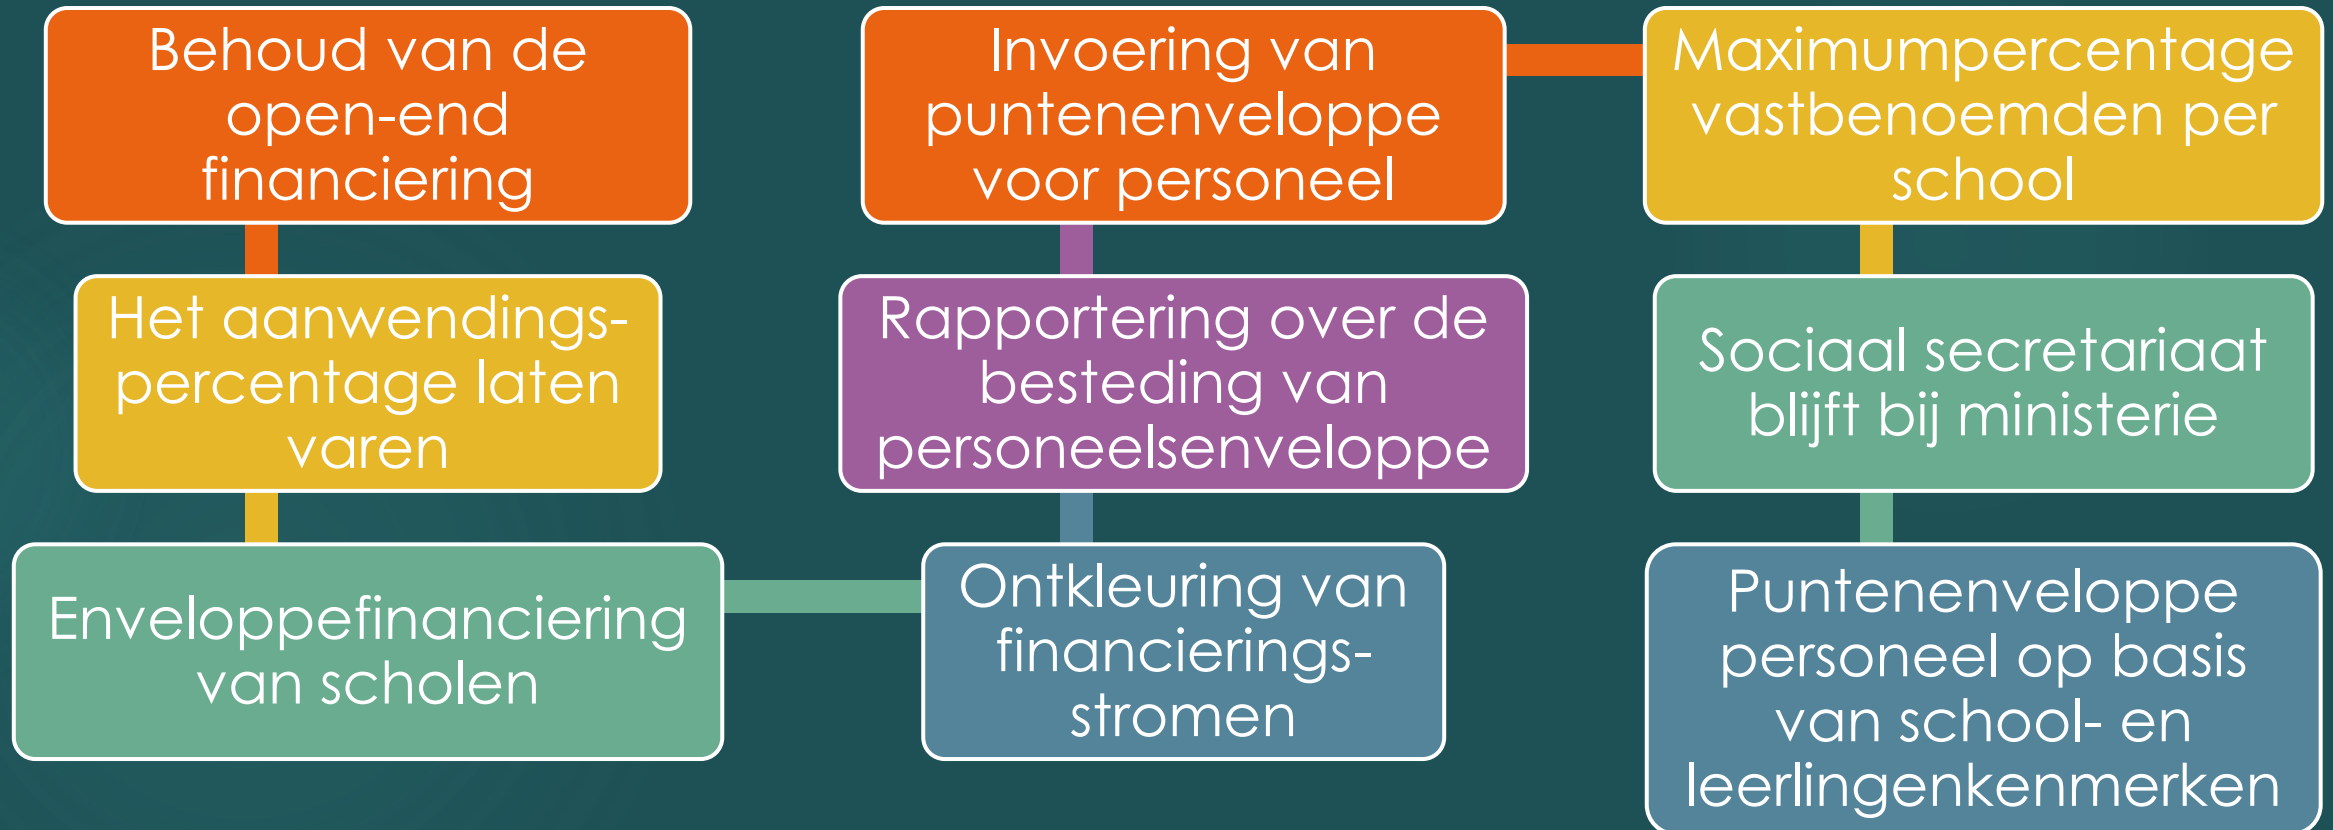 Behoud van de
open-end
financiering
Het aanwendings-
percentage laten
varen
Enveloppefinanciering
van scholen
Ontkleuring van
financierings-
stromen
Rapportering over de
besteding van
personeelsenveloppe
Invoering van
puntenenveloppe
voor personeel
Maximumpercentage
vastbenoemden per
school
Sociaal secretariaat
blijft bij ministerie
Puntenenveloppe
personeel op basis
van school- en
leerlingenkenmerken